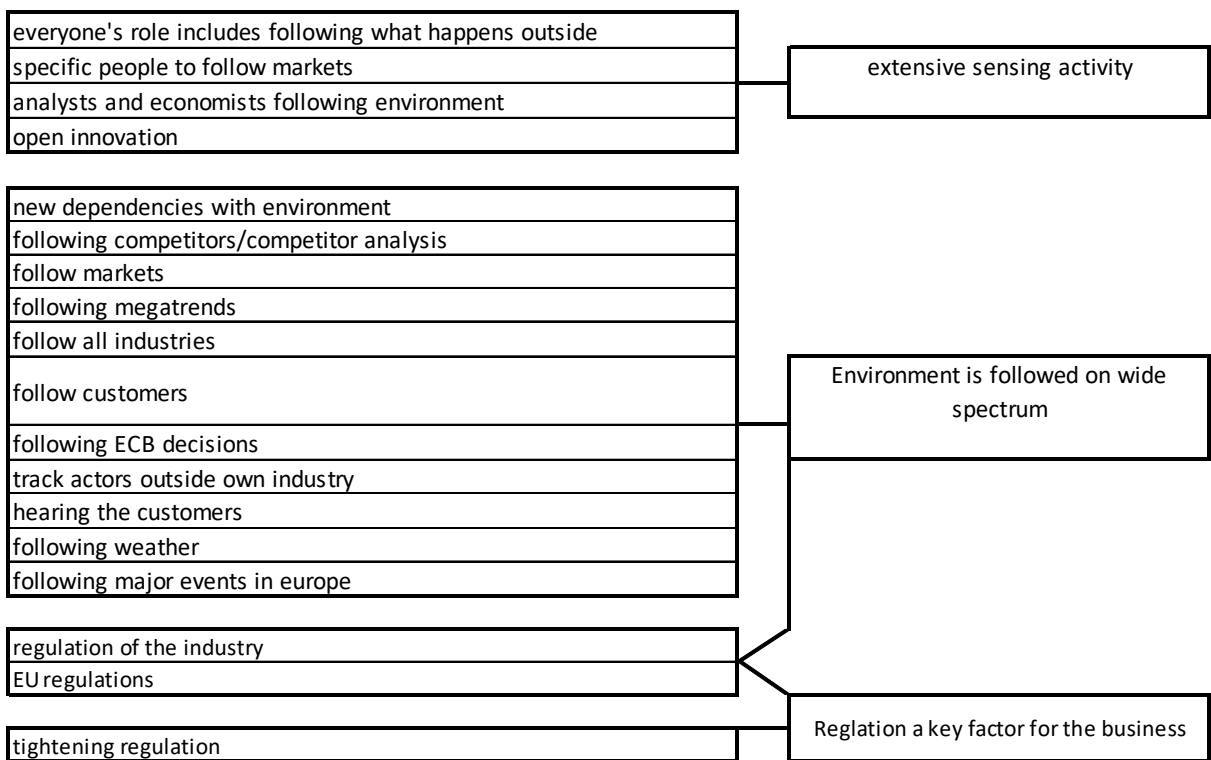 everyone's role includes following what happens outside
specific people to follow markets
analysts and economists following environment
open innovation
extensive sensing activity
new dependencies with environment
following competitors/competitor analysis
follow markets
following megatrends
follow all industries
follow customers
following ECB decisions
track actors outside own industry
hearing the customers
following weather
following major events in europe
Environment is followed on wide
spectrum
regulation of the industry
EU regulations
tightening regulation
Reglation a key factor for the business